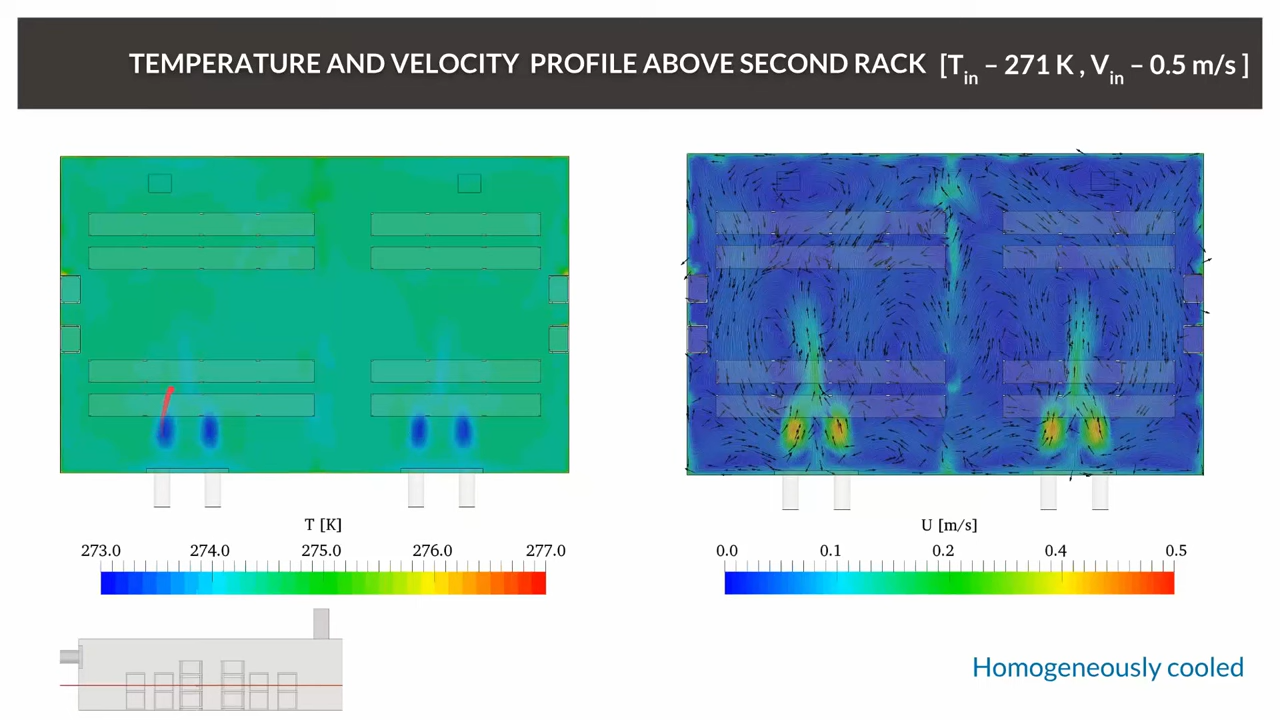 TEMPERATURE AND VELOCITY PROFILE ABOVE SECOND RACK [Tin – 271 K , Vin – 0.5 m/s ]
T [K]
273.0 274.0 275.0 276.0 277.0
U [m/s]
0.0 0.1 0.2 0.4 0.5
Homogeneously cooled